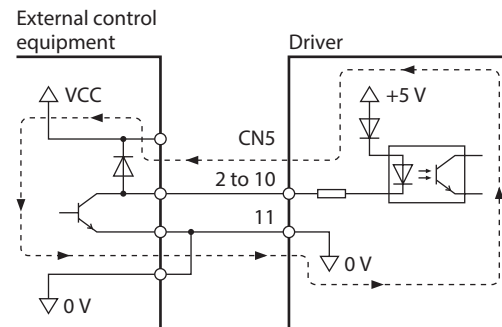 External control
equipment
Driver
VCC
+5 V
CN5
2 to 10
11
0 V
0 V